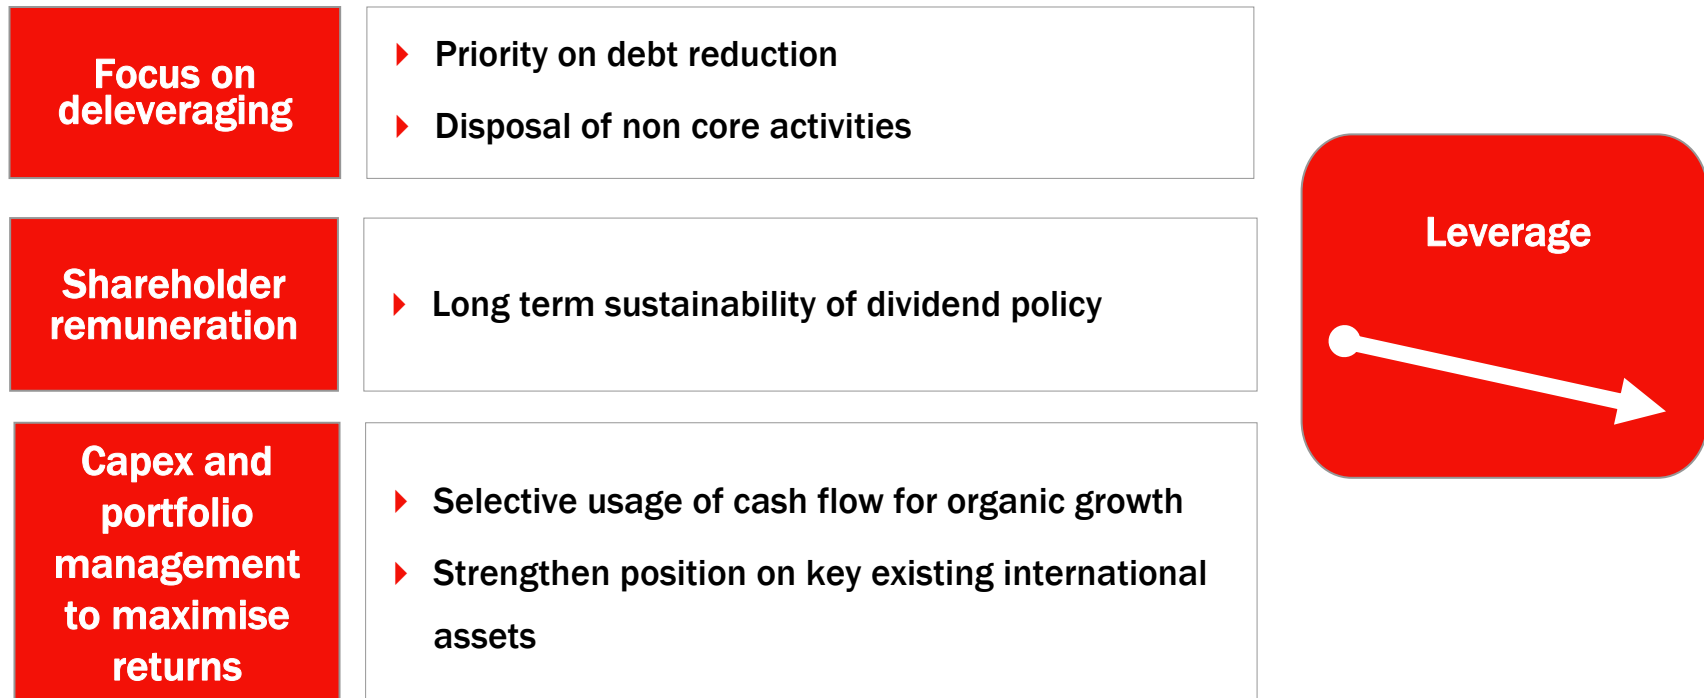 Focus on
deleveraging
Priority on debt reduction
Disposal of non core activities
Shareholder
remuneration
Long term sustainability of dividend policy
Capex and
portfolio
management
to maximise
returns
Selective usage of cash flow for organic growth
Strengthen position on key existing international
assets
Leverage